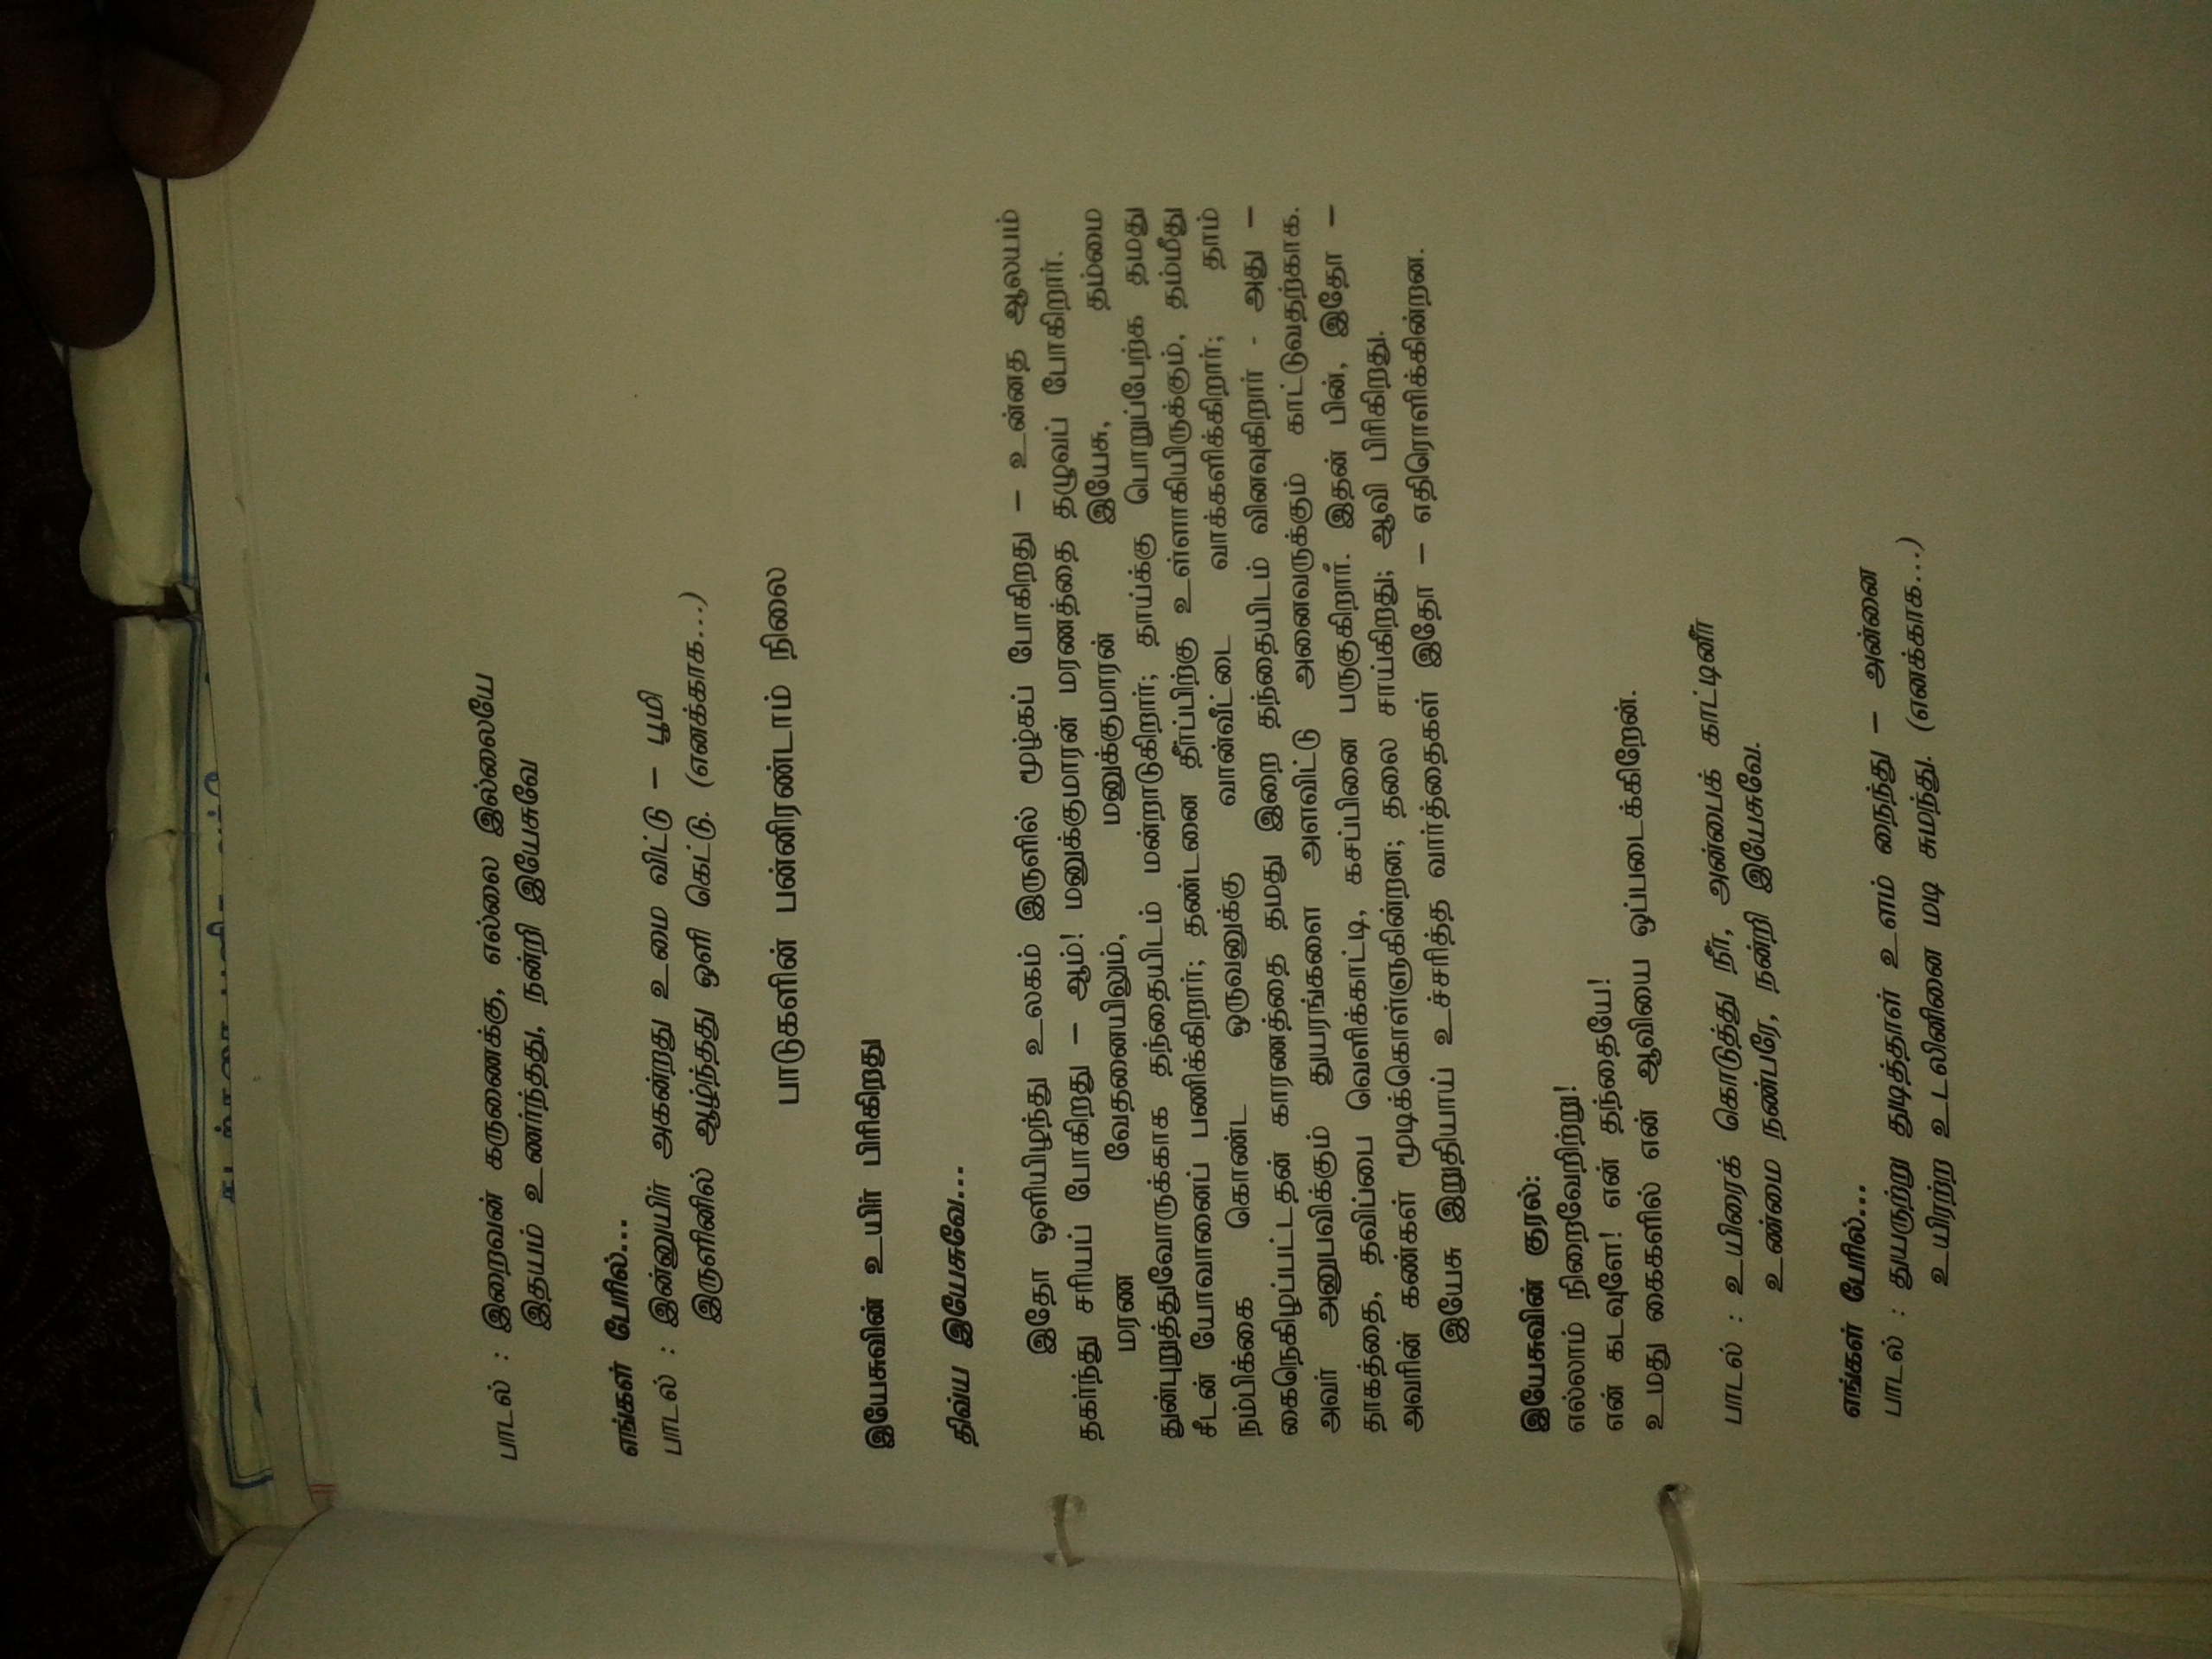 பாடல் : இறைவன் கருணைக்கு, எல்லை இல்லையே
இதயம் உணர்ந்தது, நன்றி இயேசுவே
எங்கள் பேரில்...
பாடல் : இன்னுயிர் அகன்றது உமை விட்டு – பூமி
இருளினில் ஆழ்ந்தது ஒளி கெட்டு. (எனக்காக...)
பாடுகளின் பன்னிரண்டாம் நிலை
இயேசுவின் உயிர் பிரிகிறது
திவ்ய இயேசுவே...
இதோ ஒளியிழந்து உலகம் இருளில் மூழ்கப் போகிறது – உன்னத ஆலயம்
தகர்ந்து சரியப் போகிறது – ஆம்! மனுக்குமாரன் மரணத்தை தழுவப் போகிறார்.
மரண வேதனையிலும், மனுக்குமாரன் இயேசு, தம்மை
துன்புறுத்துவோருக்காக தந்தையிடம் மன்றாடுகிறார்; தாய்க்கு பொறுப்பேற்க தமது
சீடன் யோவானைப் பணிக்கிறார்; தண்டனை தீர்ப்பிற்கு உள்ளாகியிருக்கும், தம்மீது
நம்பிக்கை கொண்ட ஒருவனுக்கு வான்வீட்டை வாக்களிக்கிறார்; தாம்
கைநெகிழப்பட்டதன் காரணத்தை தமது இறை தந்தையிடம் வினவுகிறார் - அது –
அவர் அனுபவிக்கும் துயரங்களை அளவிட்டு அனைவருக்கும் காட்டுவதற்காக.
தாகத்தை, தவிப்பை வெளிக்காட்டி, கசப்பினை பருகுகிறார். இதன் பின், இதோ –
அவரின் கண்கள் மூடிக்கொள்ளுகின்றன; தலை சாய்கிறது; ஆவி பிரிகிறது.
இயேசு இறுதியாய் உச்சரித்த வார்த்தைகள் இதோ – எதிரொளிக்கின்றன.
இயேசுவின் குரல்:
எல்லாம் நிறைவேறிற்று!
என் கடவுளே! என் தந்தையே!
உமது கைகளில் என் ஆவியை ஒப்படைக்கிறேன்.
பாடல் : உயிரைக் கொடுத்து நீர், அன்பைக் காட்டினீர்
உண்மை நண்பரே, நன்றி இயேசுவே.
எங்கள் பேரில்...
பாடல் : துயருற்று துடித்தாள் உளம் நைந்து – அன்னை
உயிரற்ற உடலினை மடி சுமந்து. (எனக்காக...)